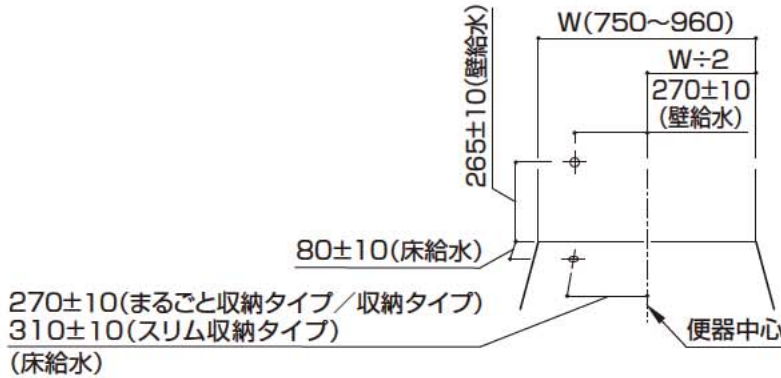 W(750～960)
W÷2
270±10
(壁給水)
265±10(壁給水)
80±10(床給水)
270±10(まるごと収納タイプ／収納タイプ)
310±10(スリム収納タイプ)
(床給水)
便器中心